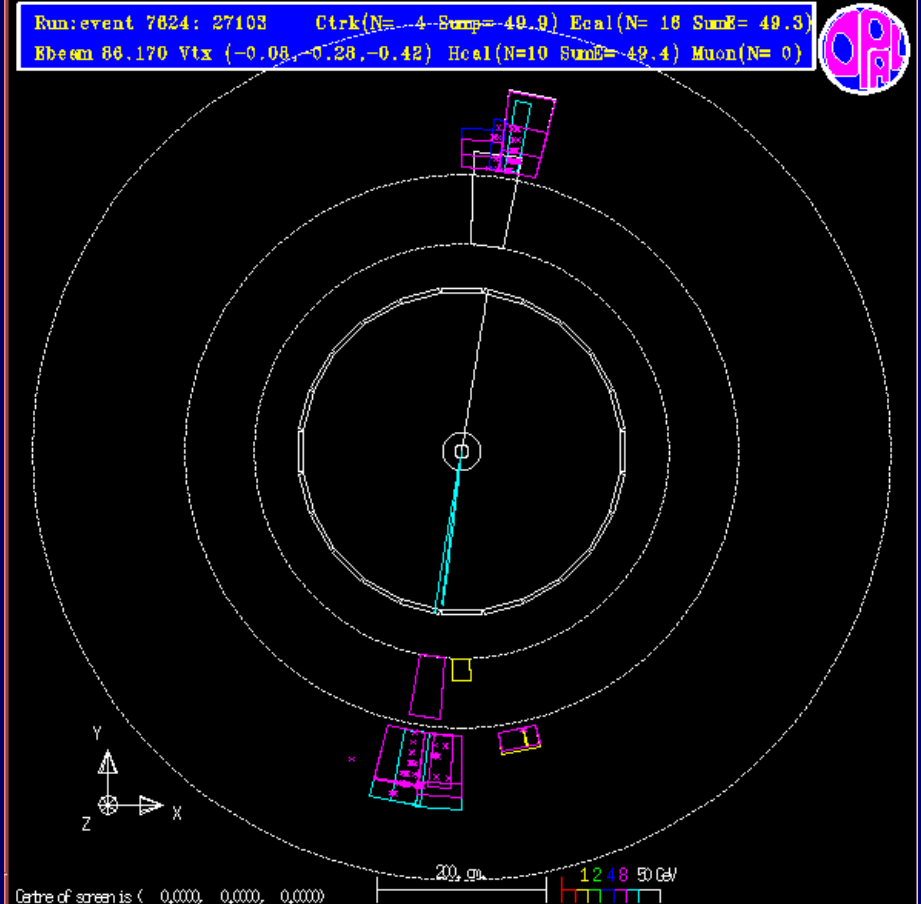 Run:event 7624: 27103 Ctrk(N= 4 Sump= 49.9) Ecal(N= 16 SumE= 49.3)
Ebeam 86.170 Vtx (-0.08,-0.28,-0.42) Hcal(N=10 SumE= 49.4) Muon(N= 0)
OPAL
Y
Z X
200. cm.
1 2 4 8 50 GeV
Centre of screen is ( 0.0000, 0.0000, 0.0000)